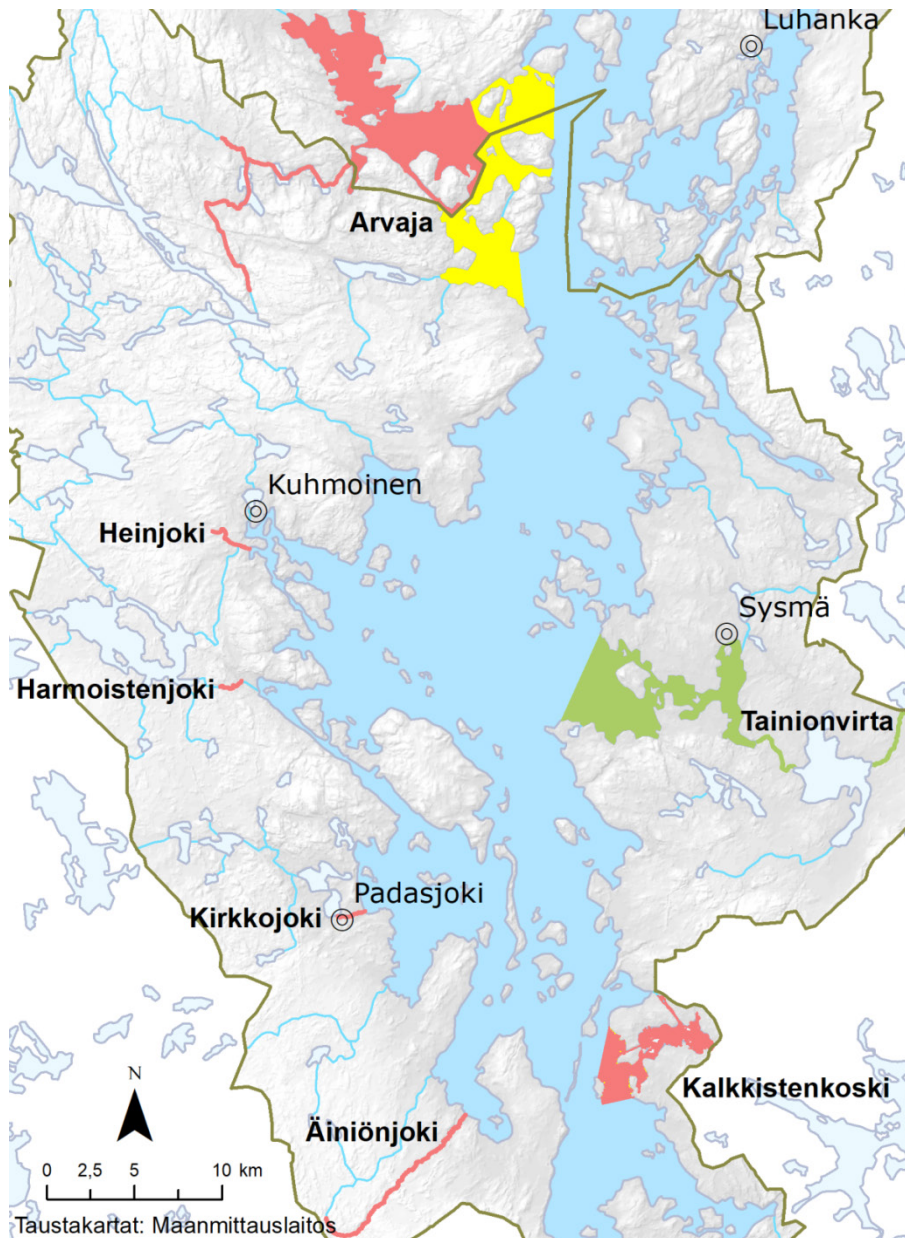 Luhanka
Arvaja
Kuhmoinen
Heinjoki
Sysmä
Harmoistenjoki
Tainionvirta
Padasjoki
Kirkkojoki
Kalkkistenkoski
N
Äiniönjoki
0 2,5 5 10 km
Taustakartat: Maanmittauslaitos